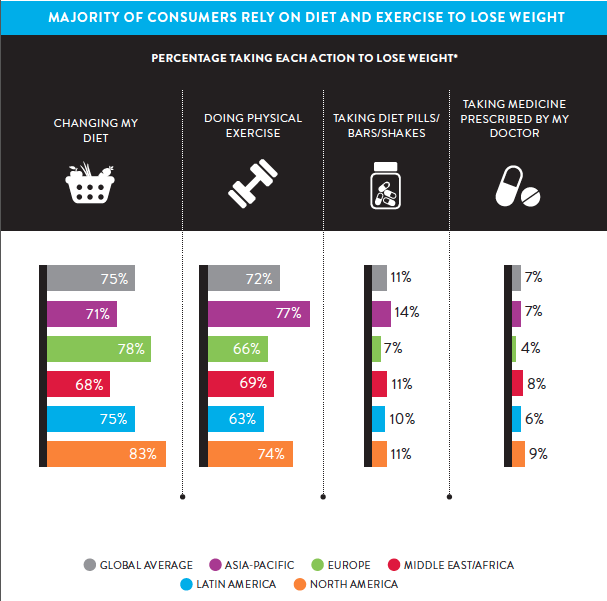 MAJORITY OF CONSUMERS RELY ON DIET AND EXERCISE TO LOSE WEIGHT
PERCENTAGE TAKING EACH ACTION TO LOSE WEIGHT*
CHANGING MY
DIET
DOING PHYSICAL
EXERCISE
TAKING DIET PILLS/
BARS/SHAKES
TAKING MEDICINE
PRESCRIBED BY MY
DOCTOR
75% 72% 11% 7%
71% 77% 14% 7%
78% 66% 7% 4%
68% 69% 11% 8%
75% 63% 10% 6%
83% 74% 11% 9%
GLOBAL AVERAGE ASIA-PACIFIC EUROPE MIDDLE EAST/AFRICA
LATIN AMERICA NORTH AMERICA